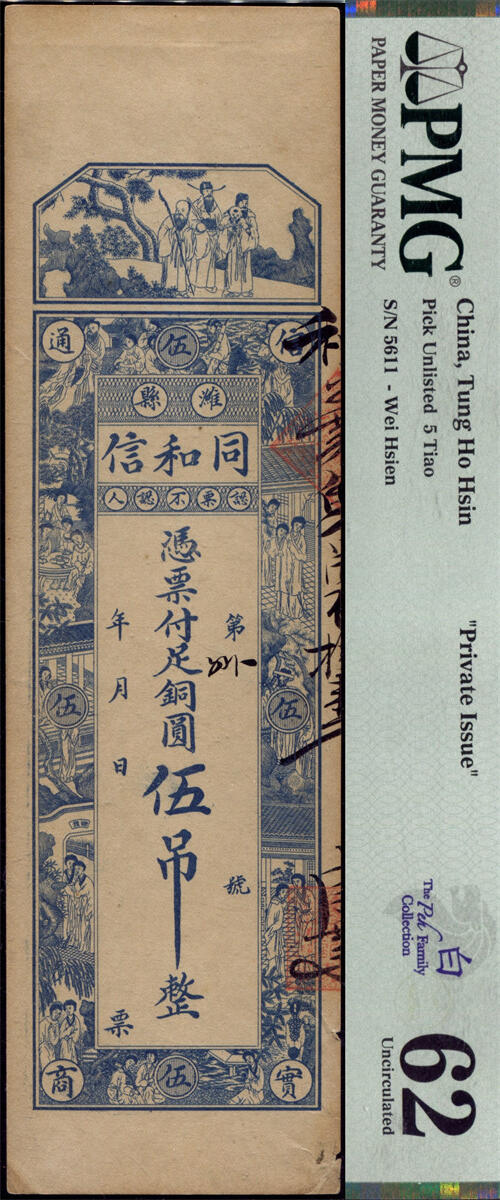 通 伍 信
濰縣
同和信
認票不認人
憑票付足銅圓伍吊整
第
號
年 月 日
票
伍 伍
商 伍 實
PMG®
PAPER MONEY GUARANTY
China, Tung Ho Hsin
Pick Unlisted 5 Tiao
S/N 5611 - Wei Hsien
"Private Issue"
The Pei Family
Collection
白
62
Uncirculated